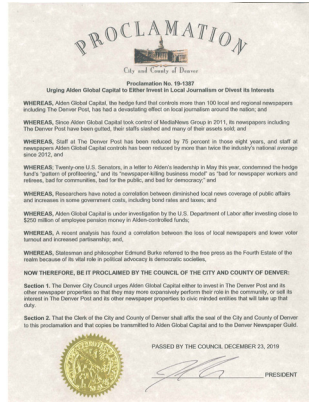 PROCLAMATION
City and County of Denver
Proclamation No. 19-1387
Urging Alden Global Capital to Either Invest in Local Journalism or Divest its Interests
WHEREAS, Alden Global Capital, the hedge fund that controls more than 100 local and regional newspapers
including The Denver Post, has had a devastating effect on local journalism around the nation; and
WHEREAS, Since Alden Global Capital took control of MediaNews Group in 2011, its newspapers including
The Denver Post have been gutted, their staffs slashed and many of their assets sold, and
WHEREAS, Staff at The Denver Post has been reduced by 75 percent in those eight years, and staff at
newspapers Alden Global Capital controls has been reduced by more than twice the industry's national average
since 2012, and
WHEREAS, Twenty-one U.S. Senators, in a letter to Alden's leadership in May this year, condemned the hedge
fund's "pattern of profiteering," and its "newspaper-killing business model" as "bad for newspaper workers and
retirees, bad for communities, bad for the public, and bad for democracy;" and
WHEREAS, Researchers have noted a correlation between diminished local news coverage of public affairs
and increases in some government costs, including bond rates and taxes; and
WHEREAS, Alden Global Capital is under investigation by the U.S. Department of Labor after investing close to
$250 million of employee pension money in Alden-controlled funds;
WHEREAS, A recent analysis has found a correlation between the loss of local newspapers and lower voter
turnout and increased partnership; and,
WHEREAS, Statesman and philosopher Edmund Burke referred to the free press as the Fourth Estate of the
realm because of its vital role in political advocacy is democratic societies,
NOW THEREFORE, BE IT PROCLAIMED BY THE COUNCIL OF THE CITY AND COUNTY OF DENVER:
Section 1. The Denver City Council urges Alden Global Capital either to invest in The Denver Post and its
other newspaper properties so that they may more expansively perform their role in the community, or sell its
interest in The Denver Post and its other newspaper properties to civic minded entities that will take up that
duty.
Section 2. That the Clerk of the City and County of Denver shall affix the seal of the City and County of Denver
to this proclamation and that copies be transmitted to Alden Global Capital and to the Denver Newspaper Guild.
PASSED BY THE COUNCIL DECEMBER 23, 2019
PRESIDENT